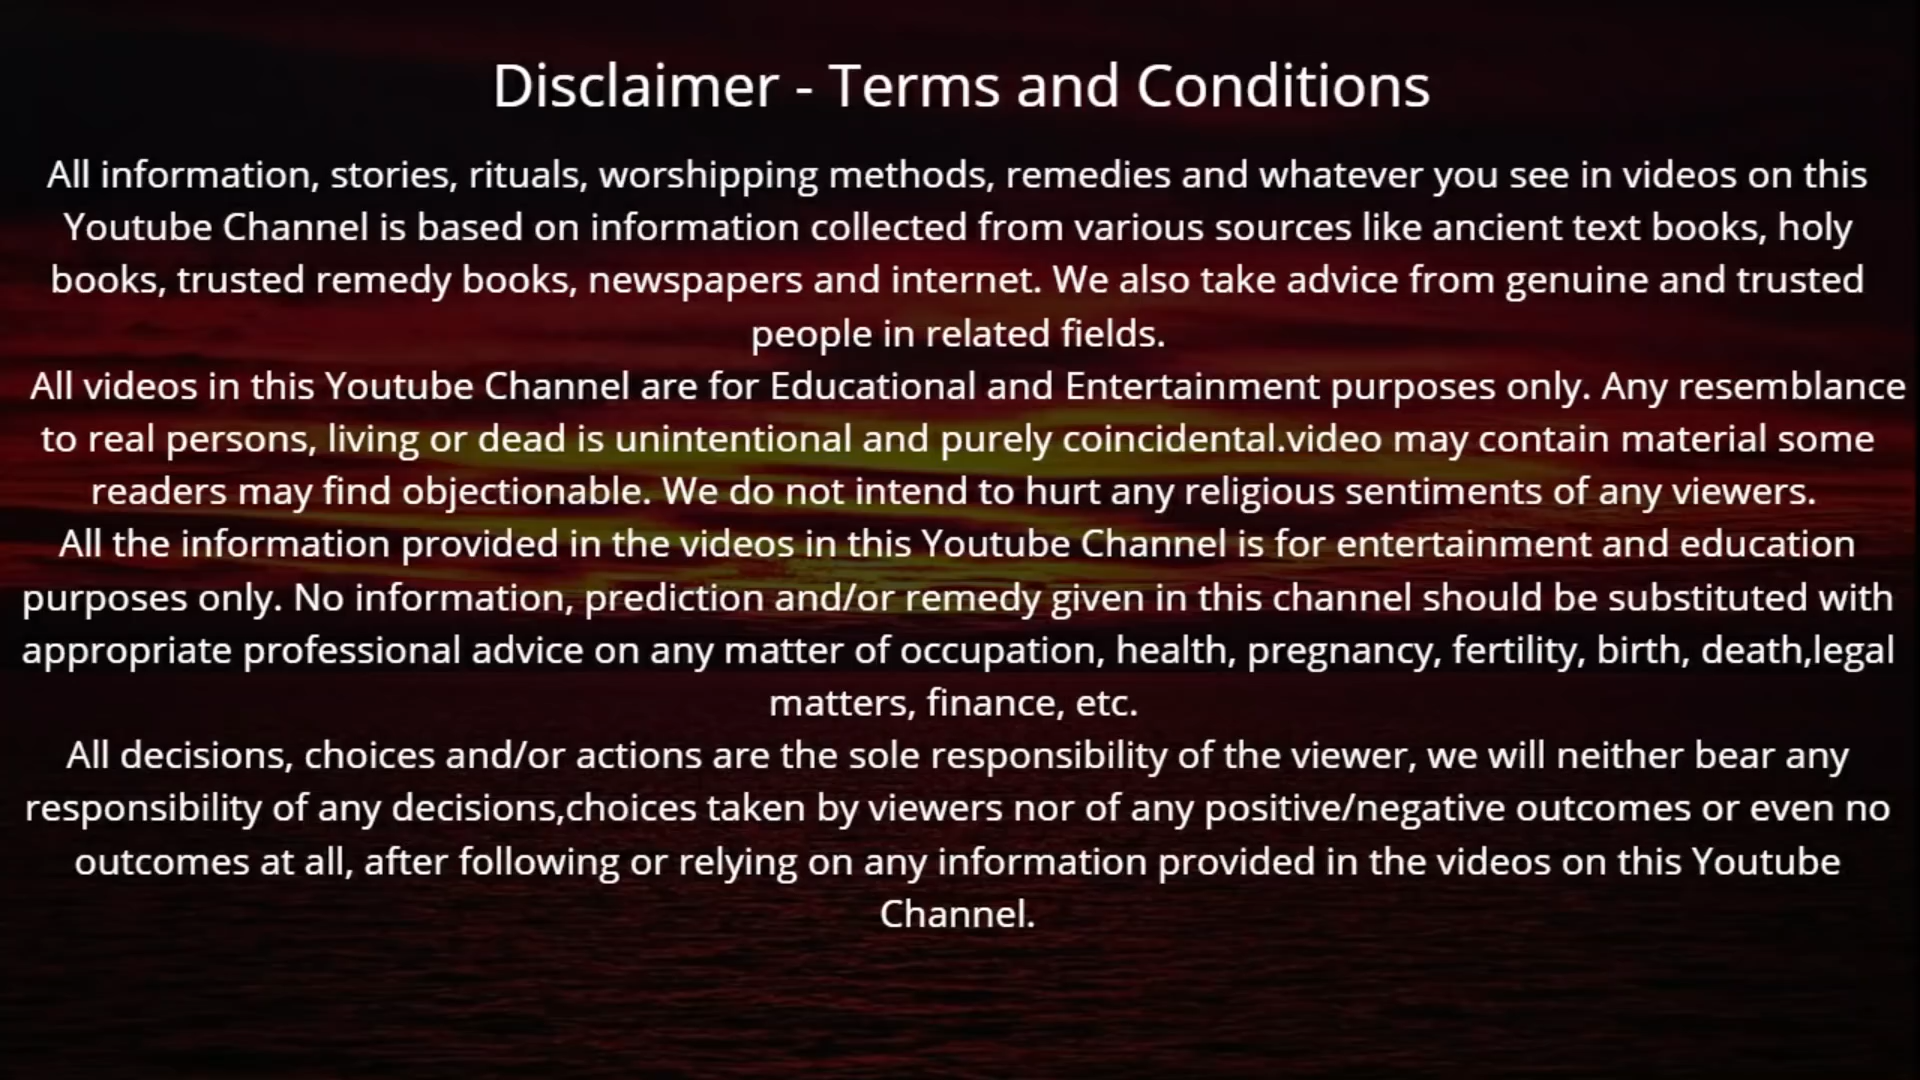 Disclaimer - Terms and Conditions
All information, stories, rituals, worshipping methods, remedies and whatever you see in videos on this
Youtube Channel is based on information collected from various sources like ancient text books, holy
books, trusted remedy books, newspapers and internet. We also take advice from genuine and trusted
people in related fields.
All videos in this Youtube Channel are for Educational and Entertainment purposes only. Any resemblance
to real persons, living or dead is unintentional and purely coincidental.video may contain material some
readers may find objectionable. We do not intend to hurt any religious sentiments of any viewers.
All the information provided in the videos in this Youtube Channel is for entertainment and education
purposes only. No information, prediction and/or remedy given in this channel should be substituted with
appropriate professional advice on any matter of occupation, health, pregnancy, fertility, birth, death,legal
matters, finance, etc.
All decisions, choices and/or actions are the sole responsibility of the viewer, we will neither bear any
responsibility of any decisions,choices taken by viewers nor of any positive/negative outcomes or even no
outcomes at all, after following or relying on any information provided in the videos on this Youtube
Channel.